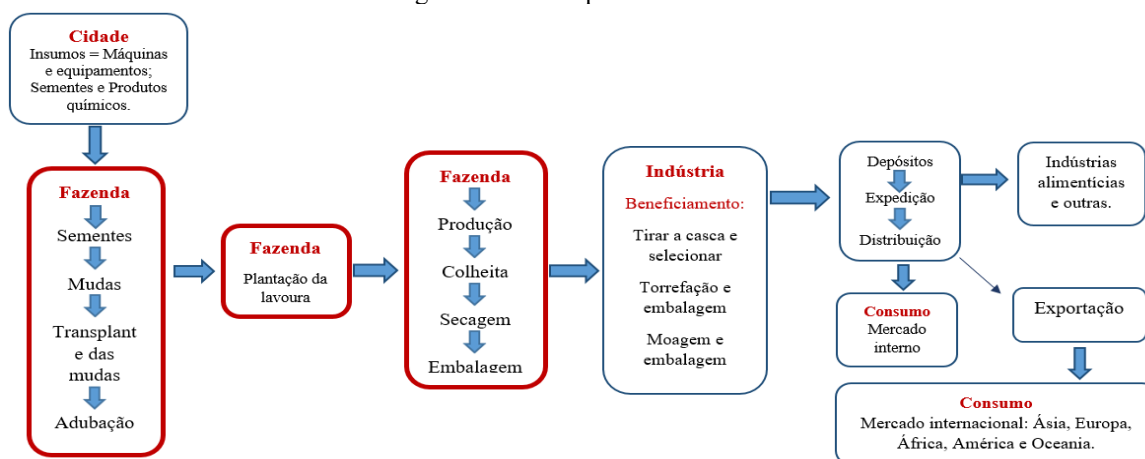 Cidade
Insumos = Máquinas
e equipamentos;
Sementes e Produtos
químicos.
Fazenda
Sementes
Mudas
Transplant
e das
mudas
Adubação
Fazenda
Plantação da
lavoura
Fazenda
Produção
Colheita
Secagem
Embalagem
Indústria
Beneficiamento:
Tirar a casca e
selecionar
Torrefação e
embalagem
Moagem e
embalagem
Depósitos
Expedição
Distribuição
Indústrias
alimentícias
e outras.
Consumo
Mercado
interno
Exportação
Consumo
Mercado internacional: Ásia, Europa,
África, América e Oceania.